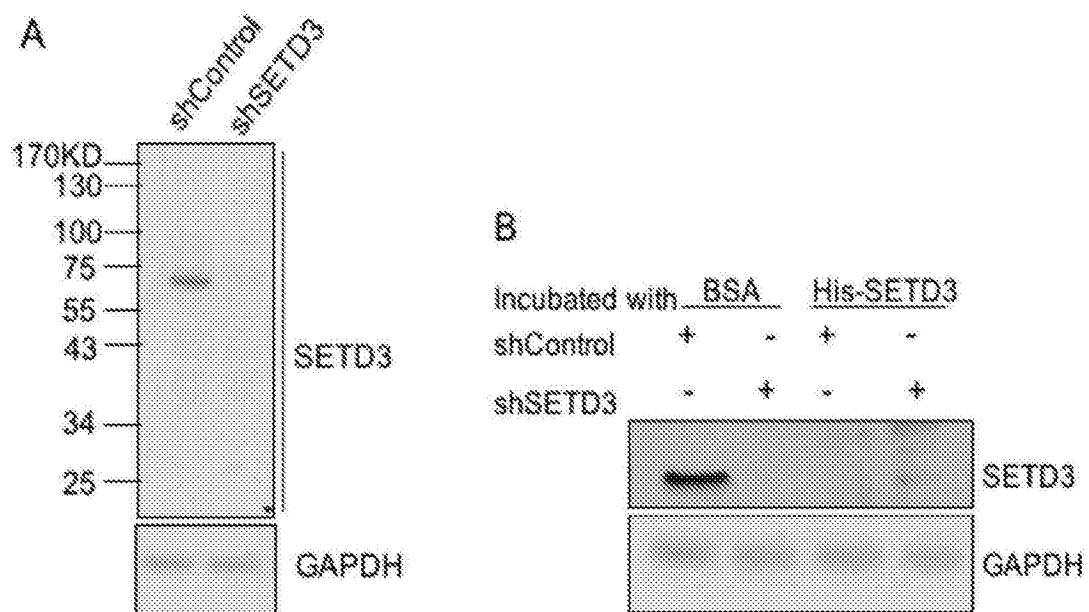 A
shControl
shSETD3
170KD
130
100
75
55
43
34
25
SETD3
GAPDH
B
Incubated with BSA His-SETD3
shControl + - + -
shSETD3 - + - +
SETD3
GAPDH